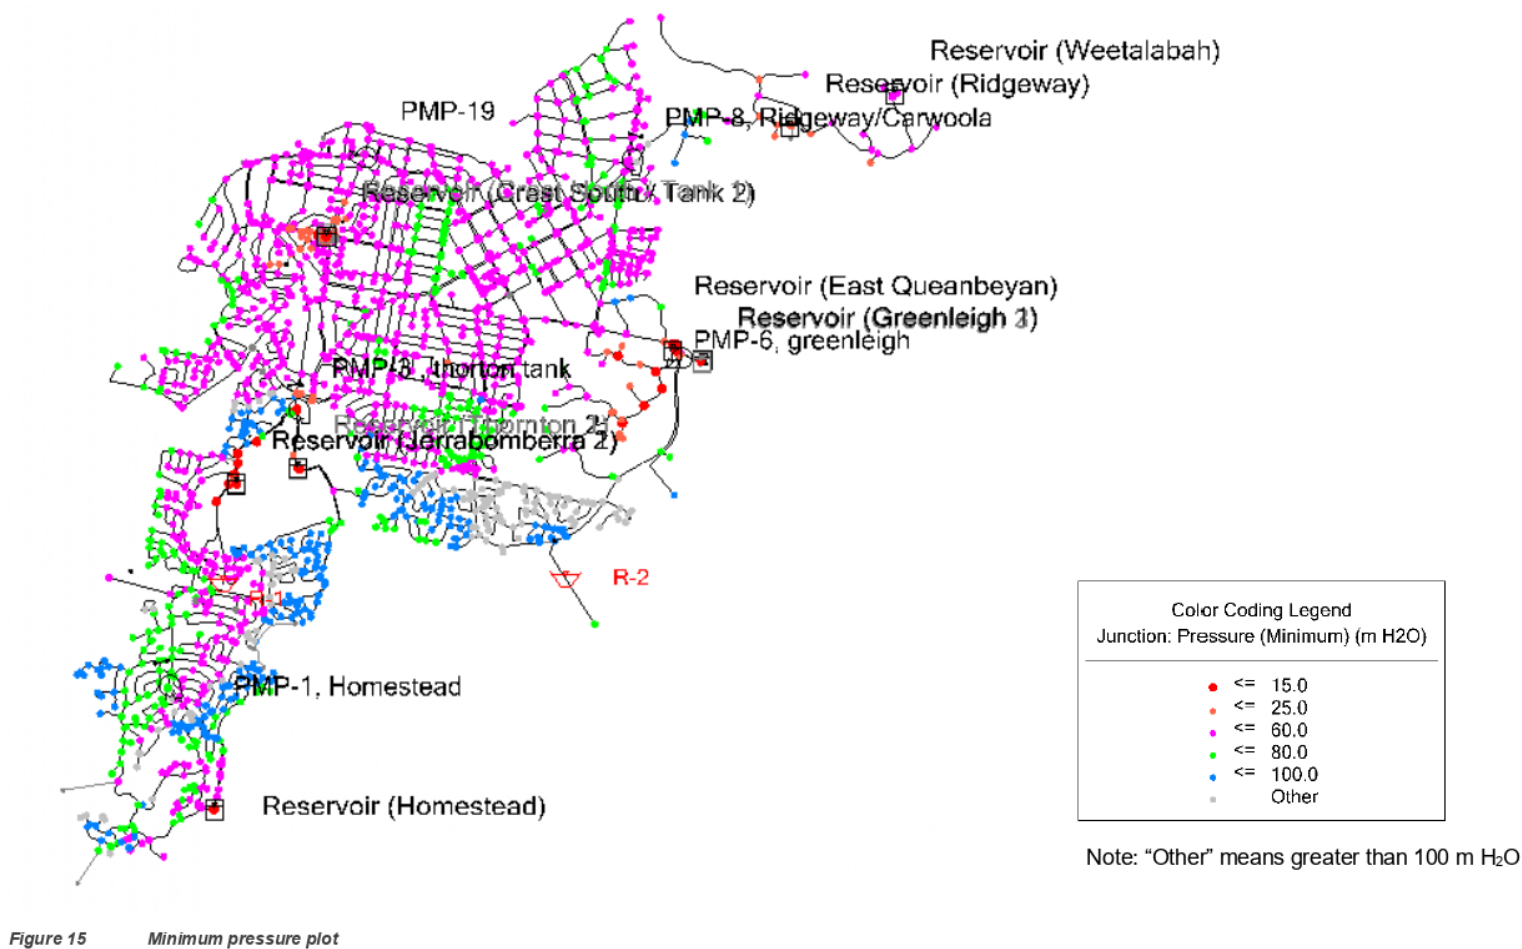 Reservoir (Weetalabah)
Reservoir (Ridgeway)
PMP-19
PMP-8, Ridgeway/Carwoola
Reservoir (Crest South / Tank 2)
Reservoir (East Queanbeyan)
Reservoir (Greenleigh
PMP-6, greenleigh
PMP-3 , thorton tank
Reservoir (Thornton
Reservoir (Jerrabomberra 2)
R-2
R-1
Color Coding Legend
Junction: Pressure (Minimum) (m H2O)
<= 15.0
<= 25.0
<= 60.0
<= 80.0
<= 100.0
Other
PMP-1, Homestead
Reservoir (Homestead)
Note: “Other” means greater than 100 m H₂O
Figure 15 Minimum pressure plot